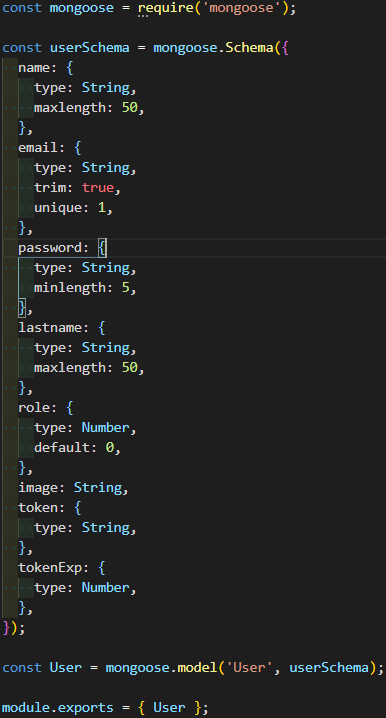 const mongoose = require('mongoose');

const userSchema = mongoose.Schema({
  name: {
    type: String,
    maxlength: 50,
  },
  email: {
    type: String,
    trim: true,
    unique: 1,
  },
  password: {
    type: String,
    minlength: 5,
  },
  lastname: {
    type: String,
    maxlength: 50,
  },
  role: {
    type: Number,
    default: 0,
  },
  image: String,
  token: {
    type: String,
  },
  tokenExp: {
    type: Number,
  },
});

const User = mongoose.model('User', userSchema);

module.exports = { User };